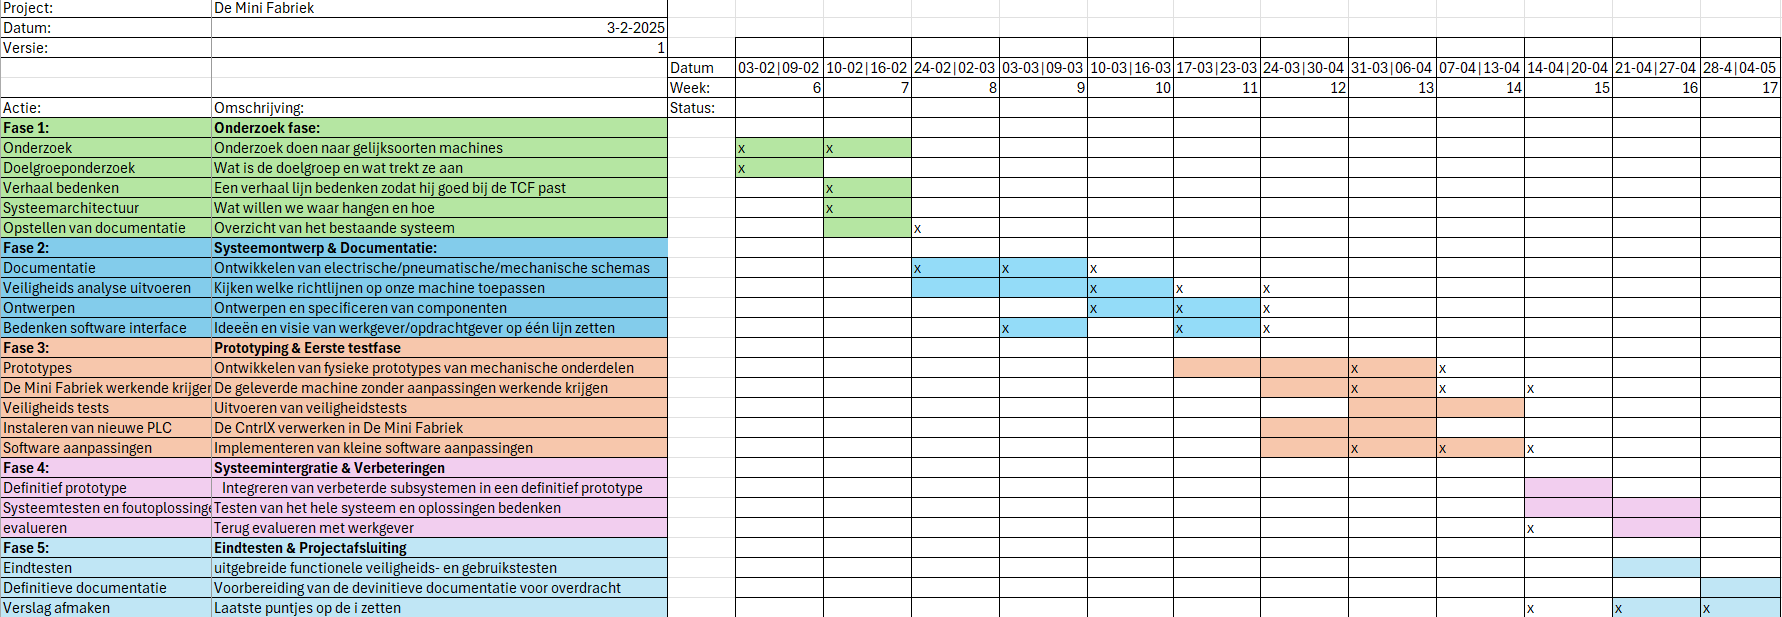 Project: De Mini Fabriek
Datum: 3-2-2025
Versie: 1
Datum 03-02|09-02 10-02|16-02 24-02|02-03 03-03|09-03 10-03|16-03 17-03|23-03 24-03|30-04 31-03|06-04 07-04|13-04 14-04|20-04 21-04|27-04 28-4|04-05
Week: 6 7 8 9 10 11 12 13 14 15 16 17
Actie: Omschrijving: Status:
Fase 1: Onderzoek fase:
Onderzoek Onderzoek doen naar gelijksoorten machines x x
Doelgroeponderzoek Wat is de doelgroep en wat trekt ze aan x
Verhaal bedenken Een verhaal lijn bedenken zodat hij goed bij de TCF past x
Systeemarchitectuur Wat willen we waar hangen en hoe x
Opstellen van documentatie Overzicht van het bestaande systeem x
Fase 2: Systeemontwerp & Documentatie:
Documentatie Ontwikkelen van electrische/pneumatische/mechanische schemas x x x
Veiligheids analyse uitvoeren Kijken welke richtlijnen op onze machine toepassen x x x
Ontwerpen Ontwerpen en specificeren van componenten x x x
Bedenken software interface Ideeën en visie van werkgever/opdrachtgever op één lijn zetten x x x
Fase 3: Prototyping & Eerste testfase
Prototypes Ontwikkelen van fysieke prototypes van mechanische onderdelen x x
De Mini Fabriek werkende krijgen De geleverde machine zonder aanpassingen werkende krijgen x x x
Veiligheids tests Uitvoeren van veiligheidstests
Instaleren van nieuwe PLC De CntrlX verwerken in De Mini Fabriek
Software aanpassingen Implementeren van kleine software aanpassingen x x x
Fase 4: Systeemintergratie & Verbeteringen
Definitief prototype Integreren van verbeterde subsystemen in een definitief prototype
Systeemtesten en foutoplossinge Testen van het hele systeem en oplossingen bedenken
evalueren Terug evalueren met werkgever x
Fase 5: Eindtesten & Projectafsluiting
Eindtesten uitgebreide functionele veiligheids- en gebruikstesten
Definitieve documentatie Voorbereiding van de devinitieve documentatie voor overdracht
Verslag afmaken Laatste puntjes op de i zetten x x x